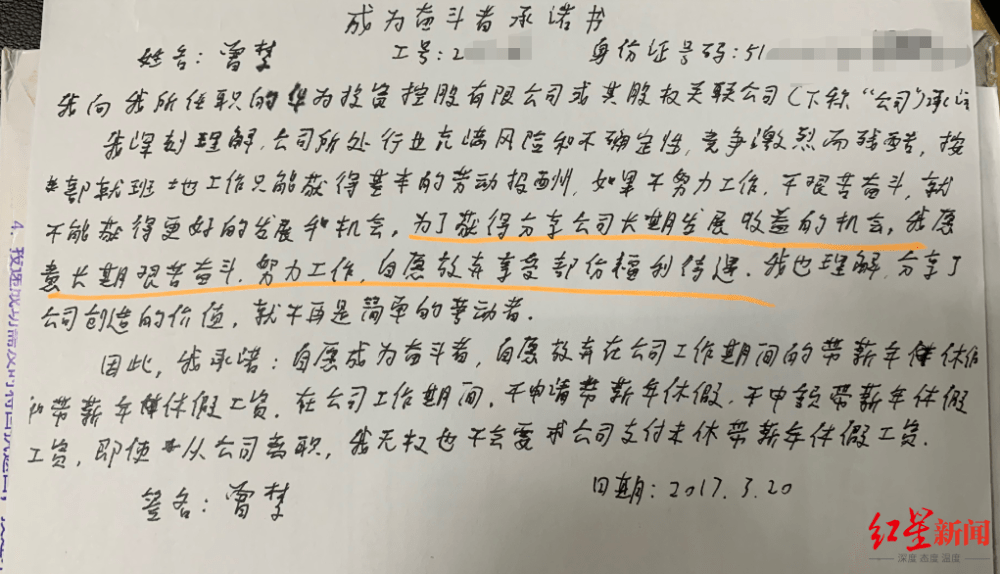 成为奋斗者承诺书
姓名：曾梦 工号：2 身份证号码：51
我向我所任职的华为投资控股有限公司或其股权关联公司（下称“公司”）承诺
我深刻理解，公司所处行业充满风险和不确定性，竞争激烈而残酷，按
部就班地工作只能获得基本的劳动报酬，如果不努力工作，不艰苦奋斗，就
不能获得更好的发展和机会。为了获得分享公司长期发展收益的机会，我愿
意长期艰苦奋斗，努力工作，自愿放弃享受部份福利待遇。我也理解，分享了
公司创造的价值，就不再是简单的劳动者。
因此，我承诺：自愿成为奋斗者，自愿放弃在公司工作期间的带薪年休假
和带薪年休假工资。在公司工作期间，不申请带薪年休假，不申领带薪年休假
工资，即使从公司离职，我无权也不会要求公司支付未休带薪年休假工资。
签名：曾梦 日期：2017.3.20
红星新闻
深度 态度 温度